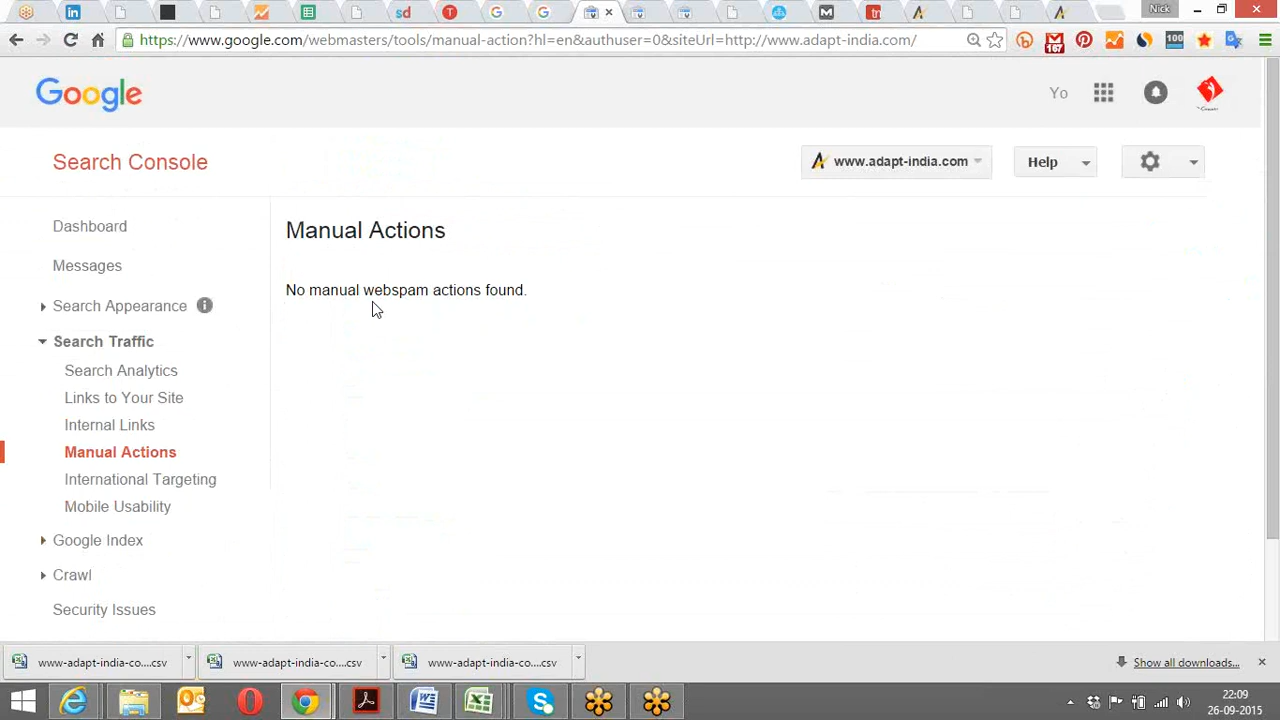 Nick
https://www.google.com/webmasters/tools/manual-action?hl=en&authuser=0&siteUrl=http://www.adapt-india.com/
167
100
Google
Yo
Search Console
www.adapt-india.com
Help
Dashboard
Messages
Search Appearance
Search Traffic
Search Analytics
Links to Your Site
Internal Links
Manual Actions
International Targeting
Mobile Usability
Google Index
Crawl
Security Issues
Manual Actions
No manual webspam actions found.
www-adapt-india-co....csv
www-adapt-india-co....csv
www-adapt-india-co....csv
Show all downloads...
22:09
26-09-2015